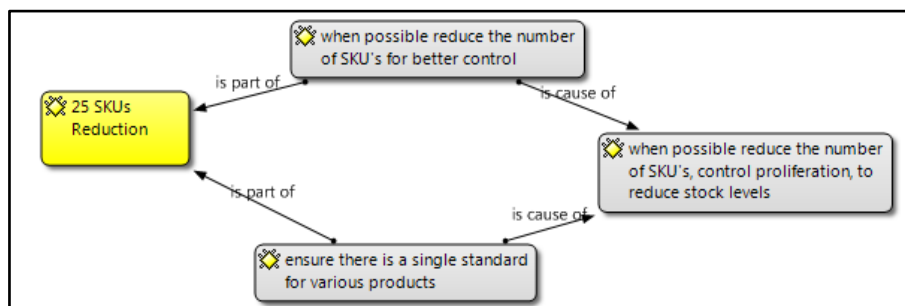 when possible reduce the number
of SKU's for better control
is part of
is cause of
25 SKUs
Reduction
when possible reduce the number
of SKU's, control proliferation, to
reduce stock levels
is part of
is cause of
ensure there is a single standard
for various products